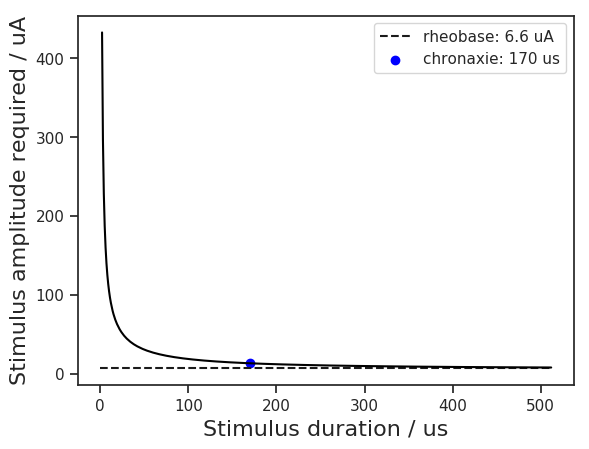 rheobase: 6.6 uA
chronaxie: 170 us
Stimulus amplitude required / uA
400
300
200
100
0
0 100 200 300 400 500
Stimulus duration / us